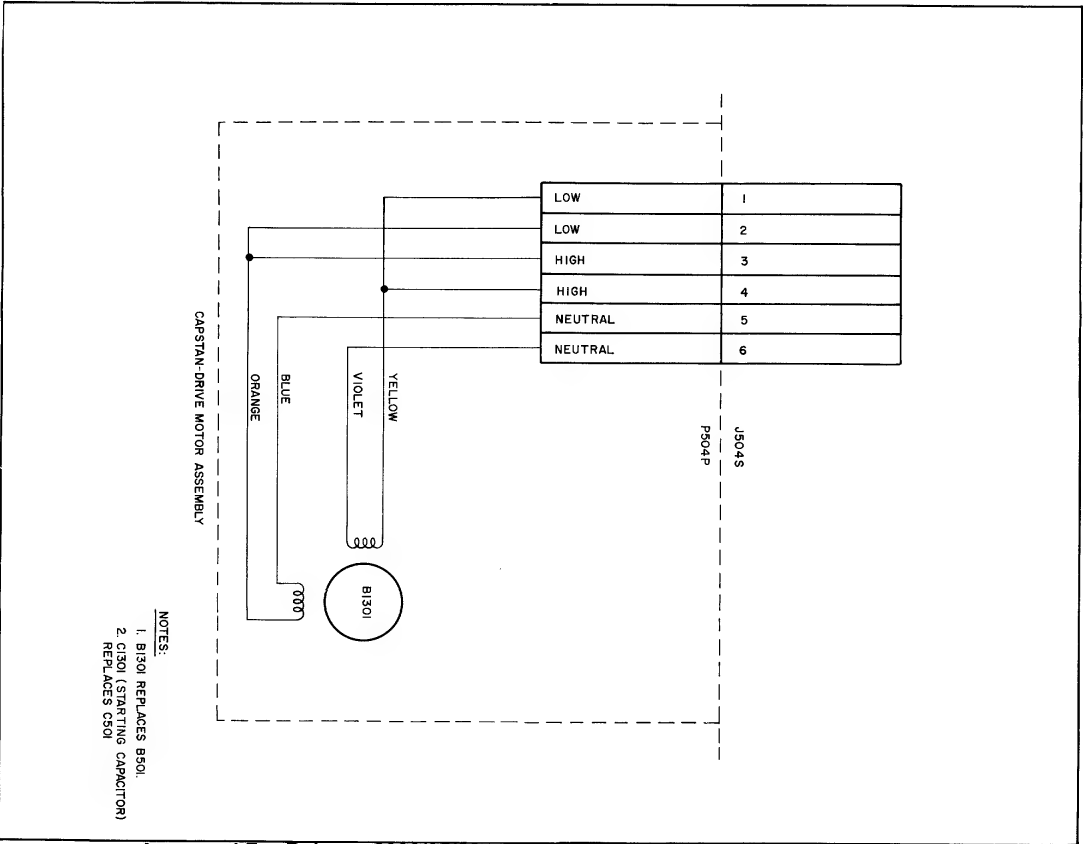 LOW 1
LOW 2
HIGH 3
HIGH 4
NEUTRAL 5
NEUTRAL 6
J504S
P504P
YELLOW
VIOLET
BLUE
ORANGE
B1301
CAPSTAN-DRIVE MOTOR ASSEMBLY
NOTES:
1. B1301 REPLACES B501.
2. C1301 (STARTING CAPACITOR)
REPLACES C501